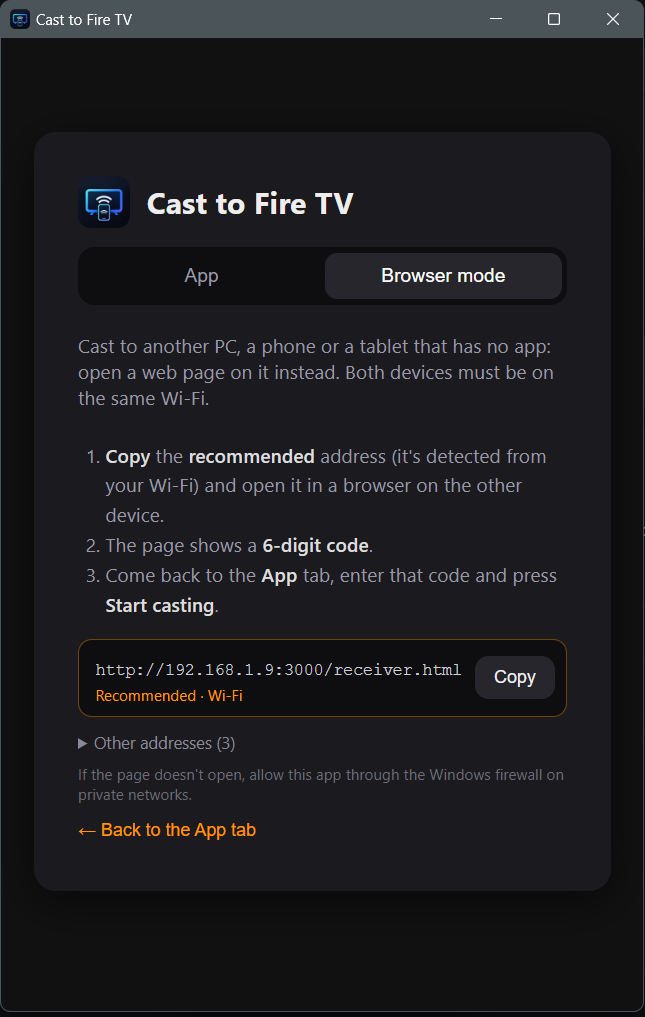 Cast to Fire TV
Cast to Fire TV
App
Browser mode
Cast to another PC, a phone or a tablet that has no app:
open a web page on it instead. Both devices must be on
the same Wi-Fi.
1. Copy the recommended address (it's detected from
your Wi-Fi) and open it in a browser on the other
device.
2. The page shows a 6-digit code.
3. Come back to the App tab, enter that code and press
Start casting.
http://192.168.1.9:3000/receiver.html
Copy
Recommended · Wi-Fi
▶ Other addresses (3)
If the page doesn't open, allow this app through the Windows firewall on
private networks.
← Back to the App tab